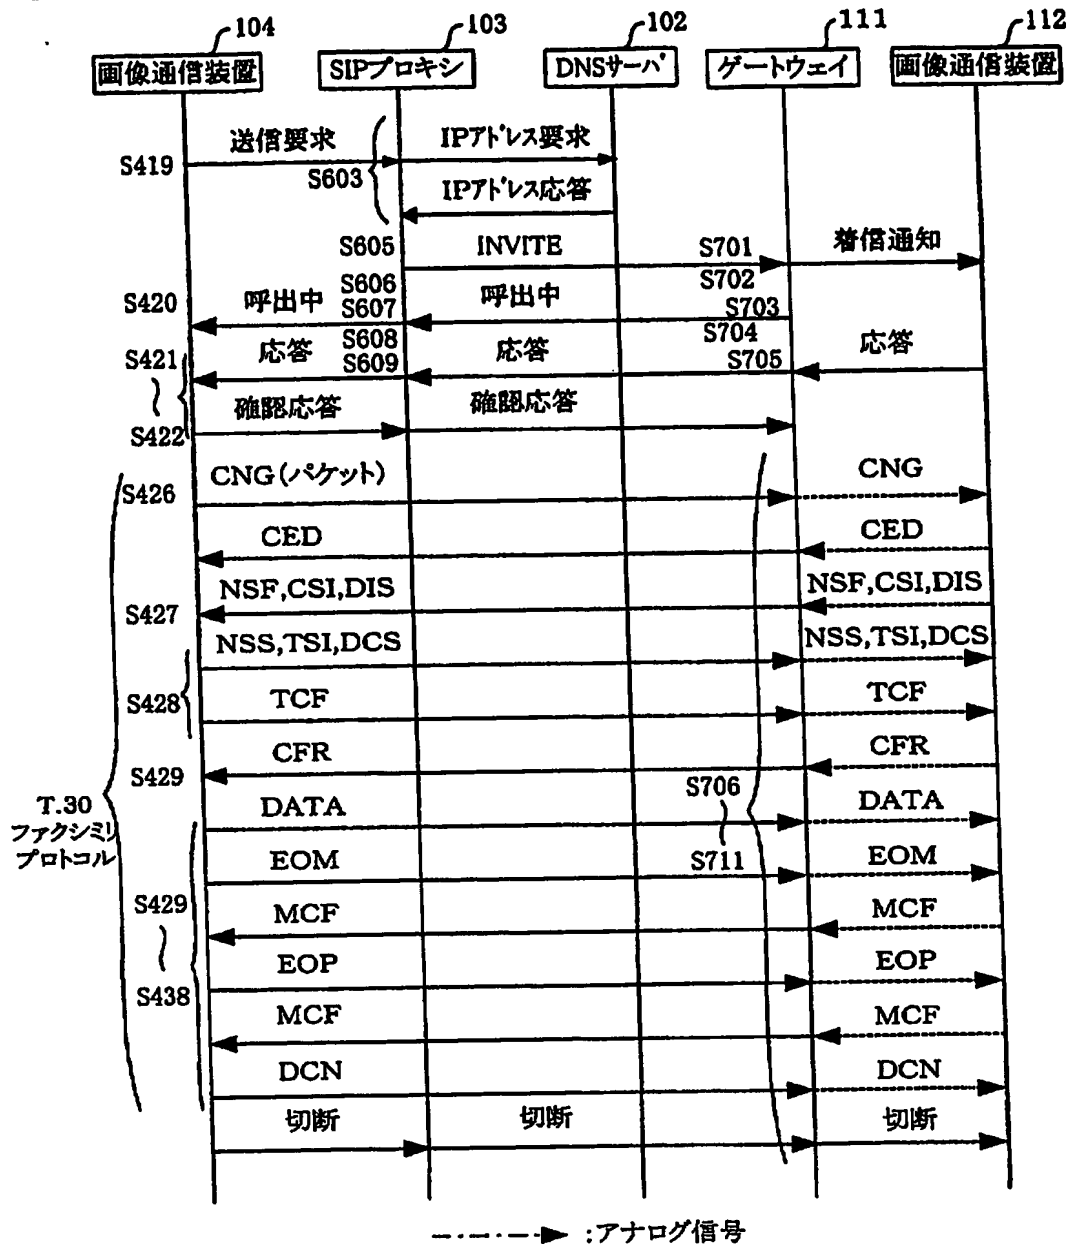 104 103 102 111 112
画像通信装置 SIPプロキシ DNSサーバ ゲートウェイ 画像通信装置
送信要求 IPアドレス要求
S419 S603
IPアドレス応答
S605 INVITE S701 着信通知
S420 呼出中 S606 呼出中 S702
S607 S703
S421 応答 S608 応答 S704 応答
S609 S705
確認応答 確認応答
S422
S426 CNG(パケット) CNG
CED CED
NSF,CSI,DIS NSF,CSI,DIS
S427
NSS,TSI,DCS NSS,TSI,DCS
S428 TCF TCF
CFR CFR
S429 S706
T.30 DATA DATA
ファクシミリ
プロトコル EOM S711 EOM
S429 MCF MCF
EOP EOP
S438
MCF MCF
DCN DCN
切断 切断 切断
:アナログ信号